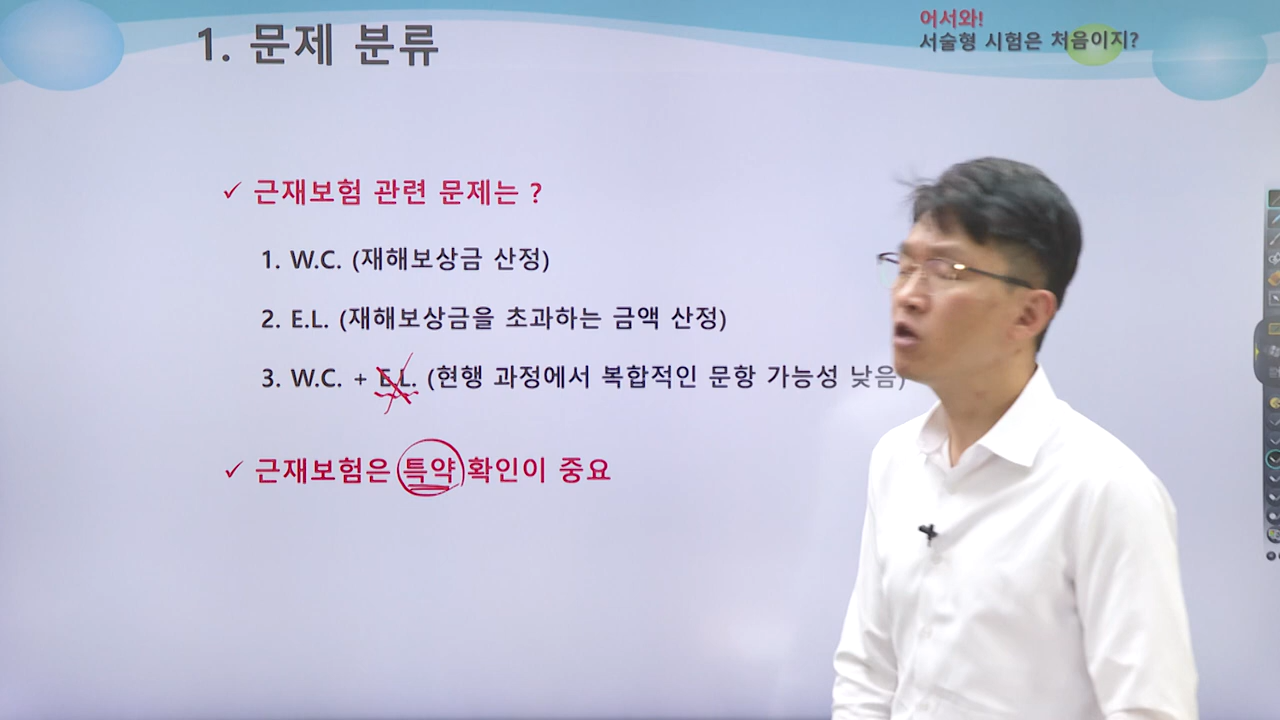 어서와!
서술형 시험은 처음이지?
1. 문제 분류
✓ 근재보험 관련 문제는 ?
1. W.C. (재해보상금 산정)
2. E.L. (재해보상금을 초과하는 금액 산정)
3. W.C. + E.L. (현행 과정에서 복합적인 문항 가능성 낮음)
✓ 근재보험은 특약 확인이 중요